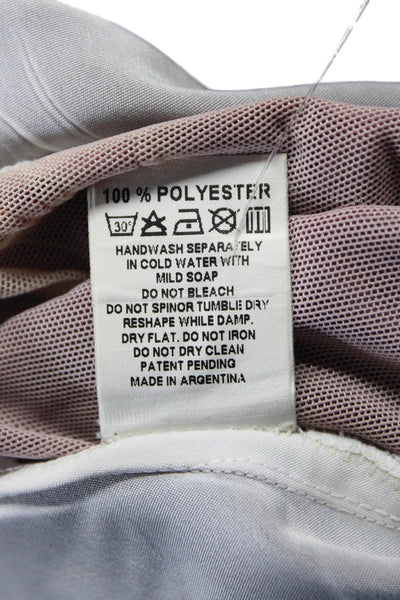 100 % POLYESTER
30°
HANDWASH SEPARATELY
IN COLD WATER WITH
MILD SOAP
DO NOT BLEACH
DO NOT SPINOR TUMBLE DRY
RESHAPE WHILE DAMP.
DRY FLAT. DO NOT IRON
DO NOT DRY CLEAN
PATENT PENDING
MADE IN ARGENTINA